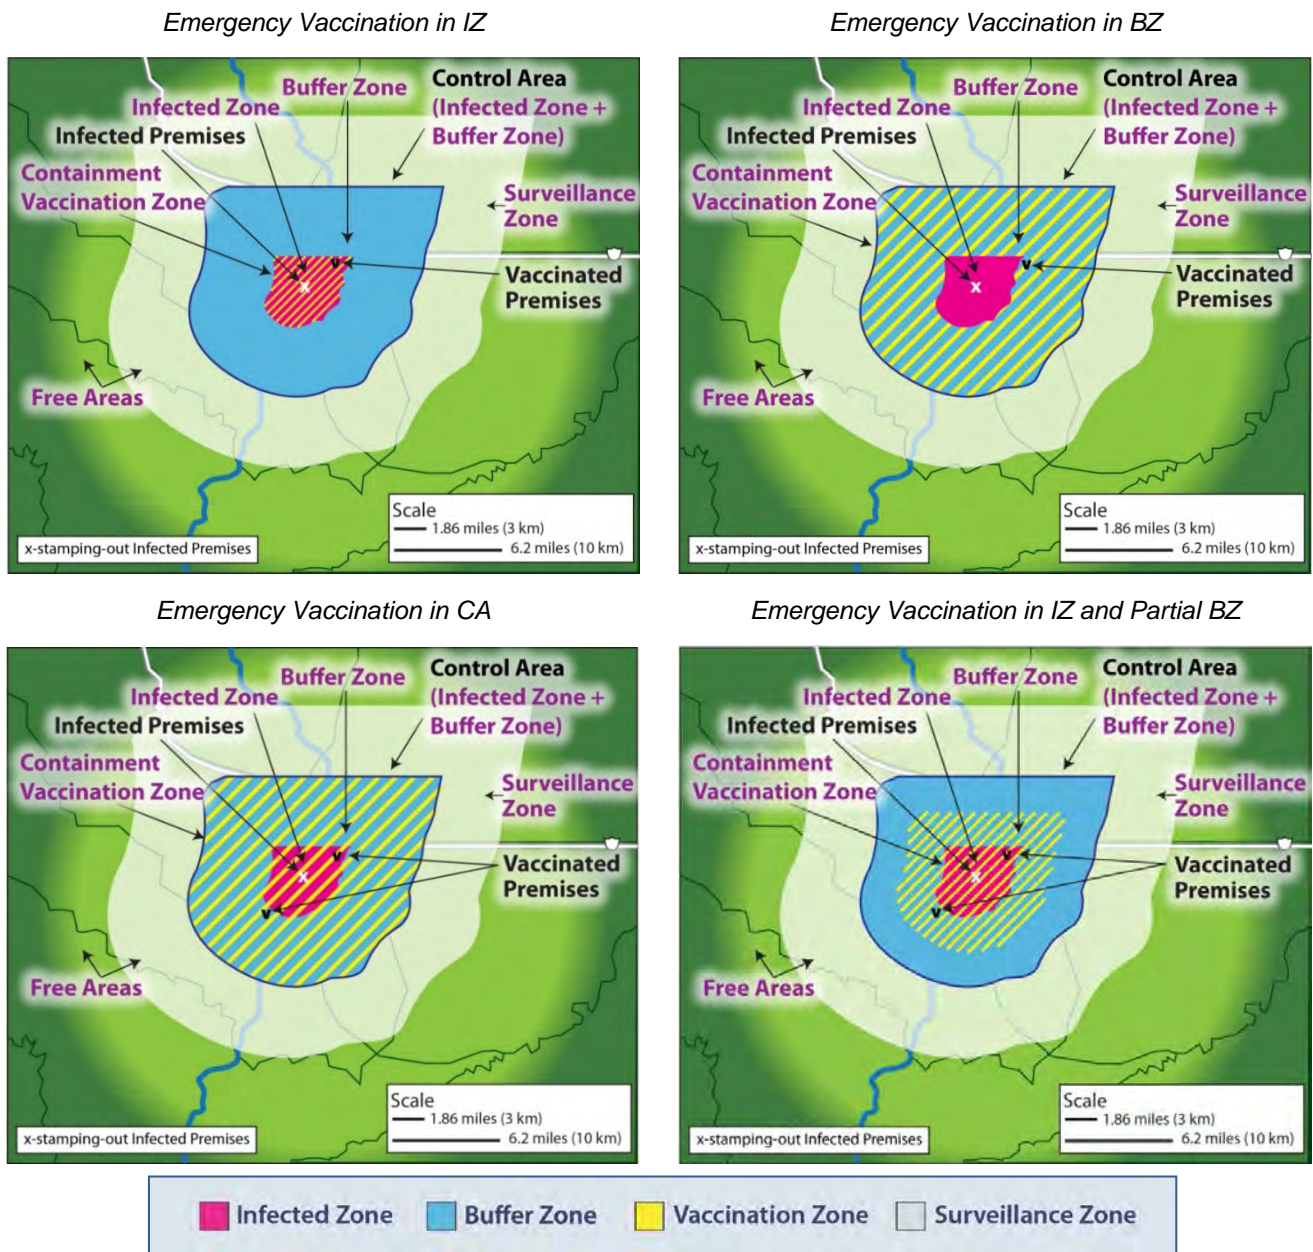 Emergency Vaccination in IZ
Buffer Zone
Control Area
(Infected Zone +
Buffer Zone)
Infected Zone
Infected Premises
Containment
Vaccination Zone
Surveillance
Zone
v
x
Vaccinated
Premises
Free Areas
Scale
1.86 miles (3 km)
6.2 miles (10 km)
x-stamping-out Infected Premises
Emergency Vaccination in BZ
Buffer Zone
Control Area
(Infected Zone +
Buffer Zone)
Infected Zone
Infected Premises
Containment
Vaccination Zone
Surveillance
Zone
v
x
Vaccinated
Premises
Free Areas
Scale
1.86 miles (3 km)
6.2 miles (10 km)
x-stamping-out Infected Premises
Emergency Vaccination in CA
Buffer Zone
Control Area
(Infected Zone +
Buffer Zone)
Infected Zone
Infected Premises
Containment
Vaccination Zone
Surveillance
Zone
v
x
v
Vaccinated
Premises
Free Areas
Scale
1.86 miles (3 km)
6.2 miles (10 km)
x-stamping-out Infected Premises
Emergency Vaccination in IZ and Partial BZ
Buffer Zone
Control Area
(Infected Zone +
Buffer Zone)
Infected Zone
Infected Premises
Containment
Vaccination Zone
Surveillance
Zone
v
x
v
Vaccinated
Premises
Free Areas
Scale
1.86 miles (3 km)
6.2 miles (10 km)
x-stamping-out Infected Premises
Infected Zone Buffer Zone Vaccination Zone Surveillance Zone